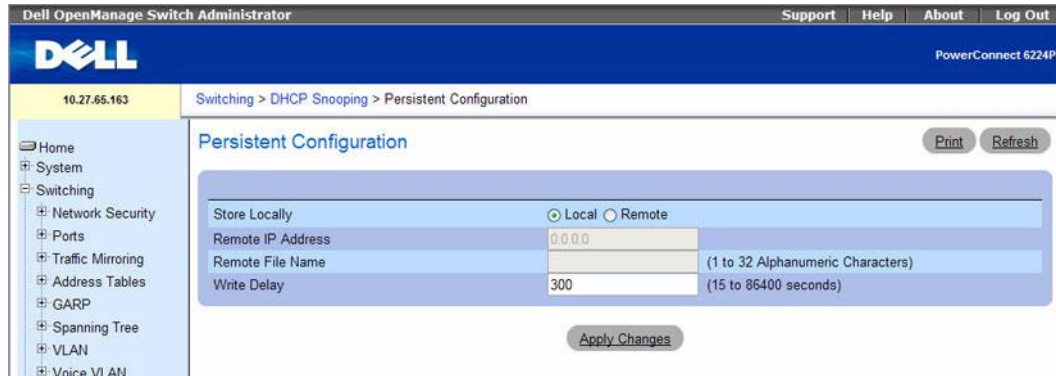 Dell OpenManage Switch Administrator Support Help About Log Out
DELL
PowerConnect 6224P
10.27.65.163
Switching > DHCP Snooping > Persistent Configuration
Home
System
Switching
Network Security
Ports
Traffic Mirroring
Address Tables
GARP
Spanning Tree
VLAN
Voice VLAN
Persistent Configuration
Print Refresh
Store Locally Local Remote
Remote IP Address 0.0.0.0
Remote File Name (1 to 32 Alphanumeric Characters)
Write Delay 300 (15 to 86400 seconds)
Apply Changes